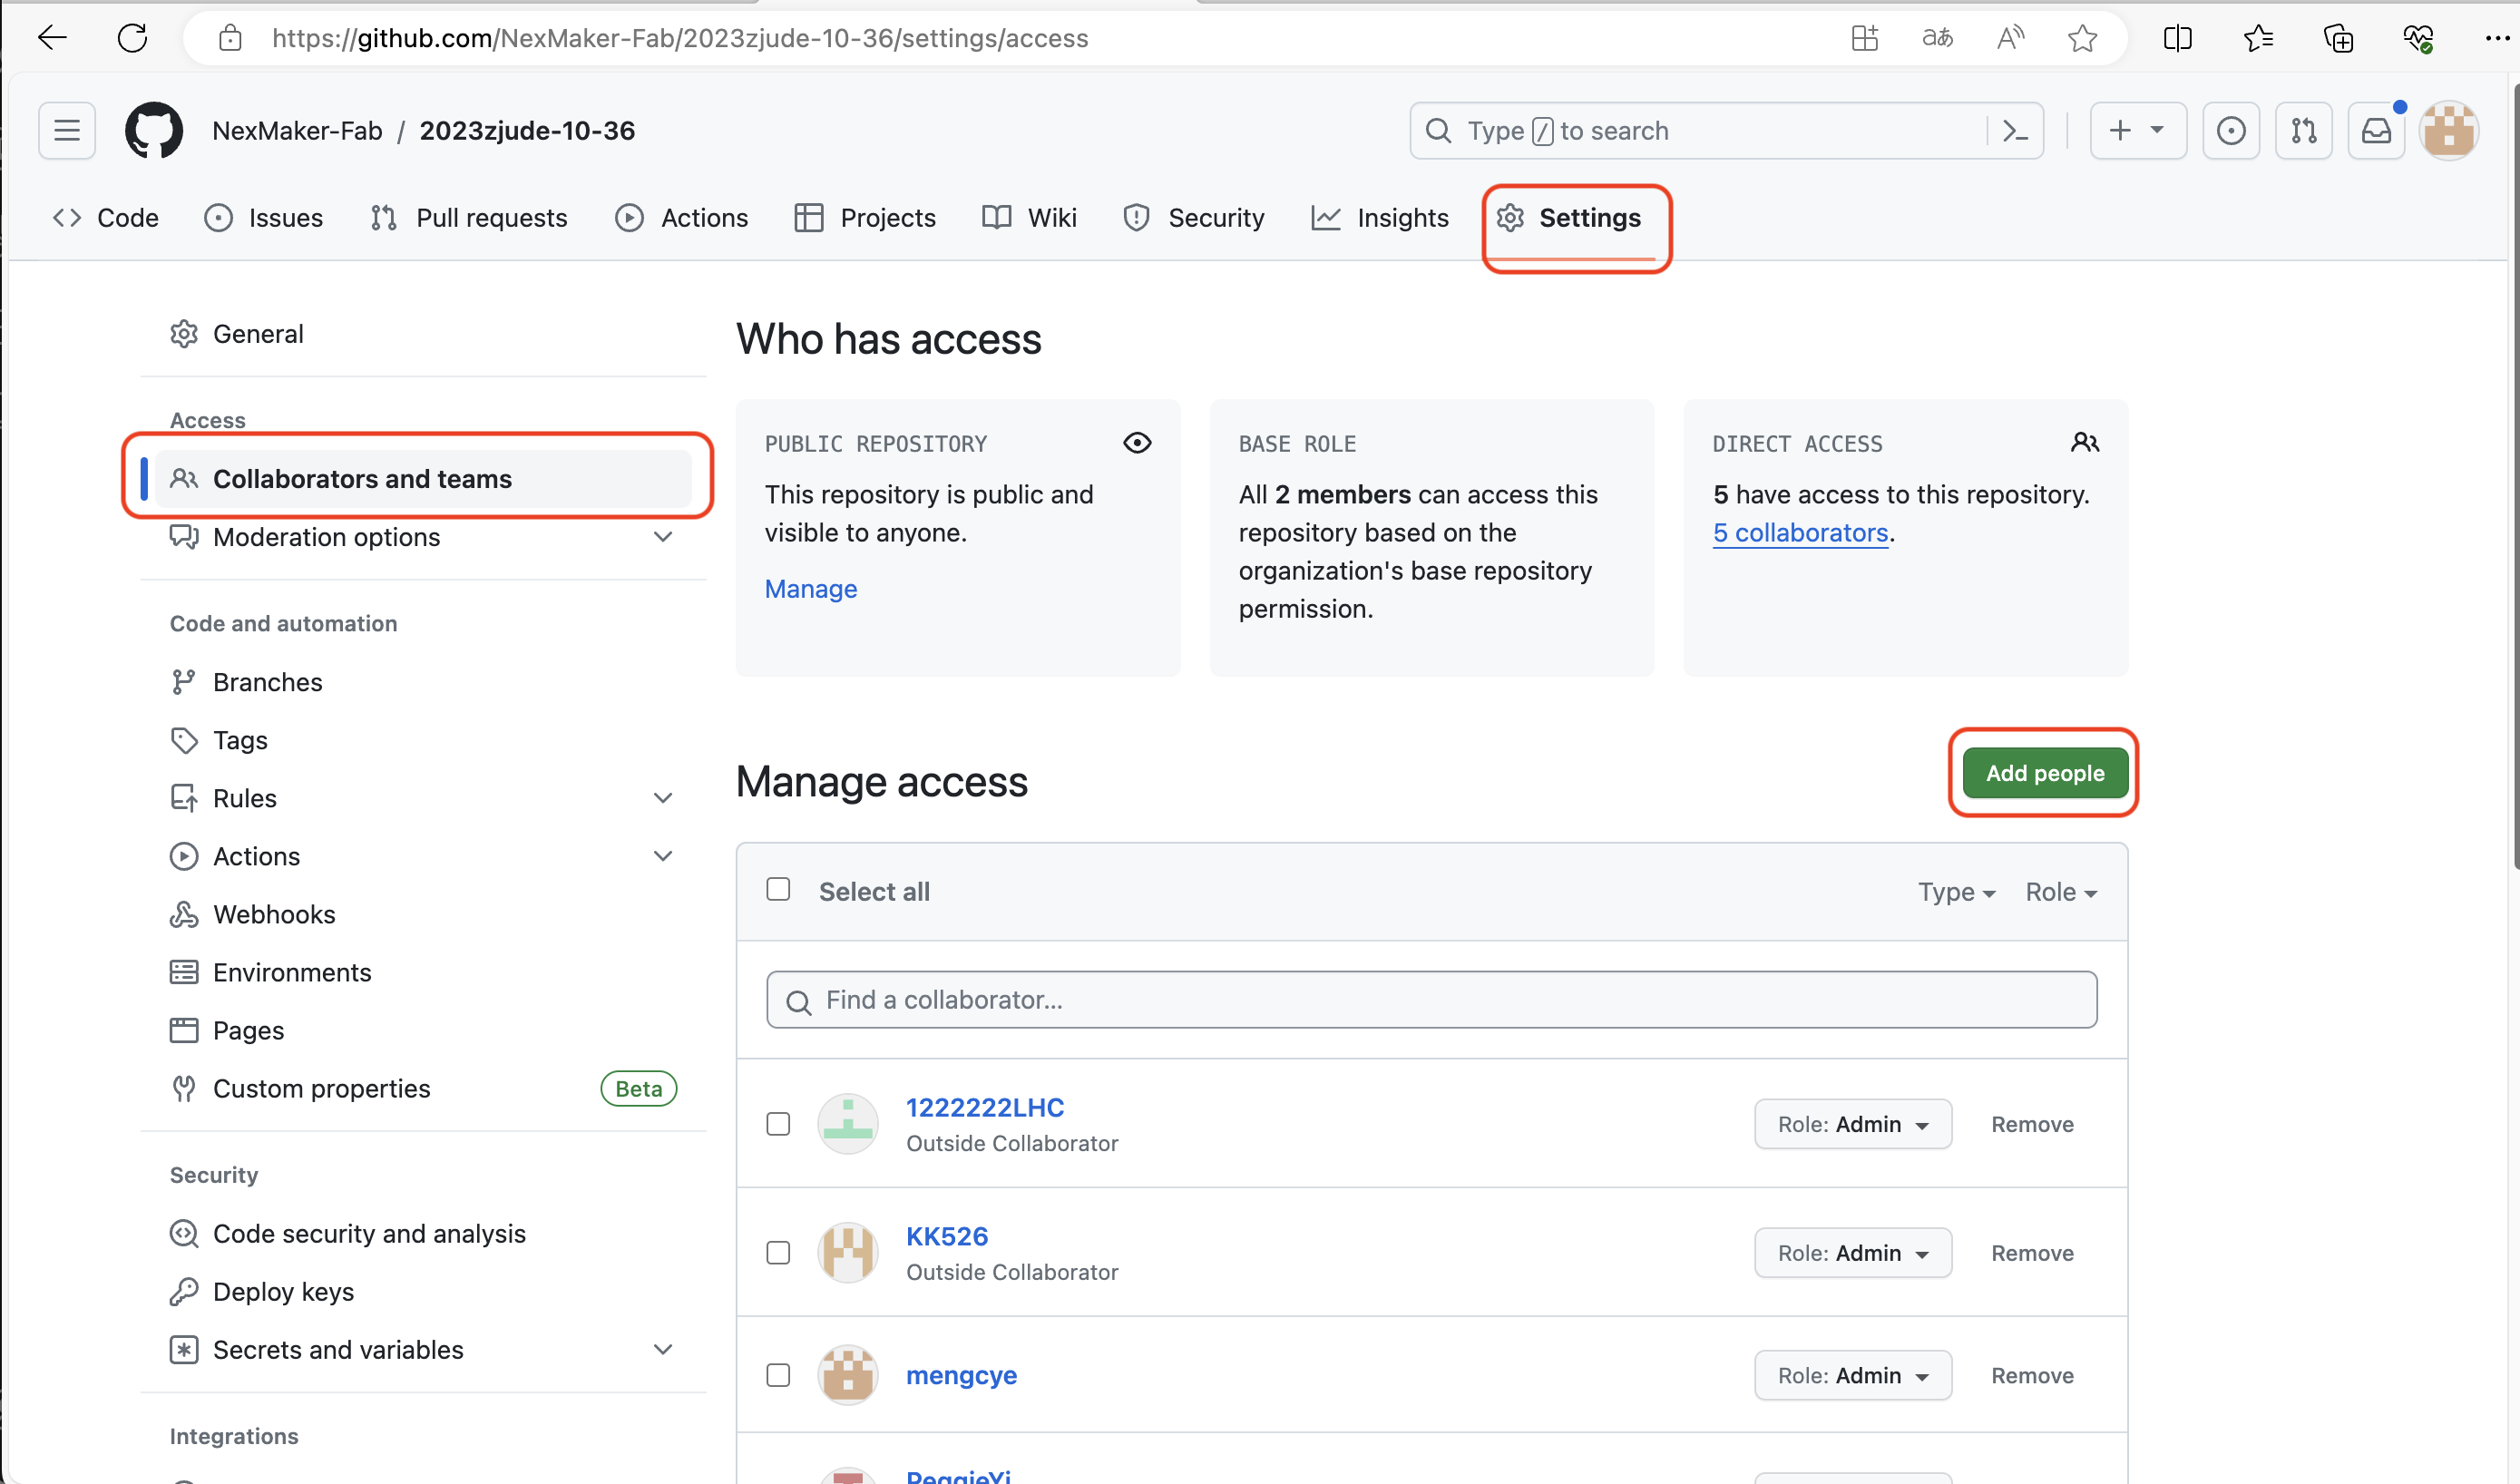 https://github.com/NexMaker-Fab/2023zjude-10-36/settings/access
NexMaker-Fab / 2023zjude-10-36
Type / to search
Code
Issues
Pull requests
Actions
Projects
Wiki
Security
Insights
Settings
General
Access
Collaborators and teams
Moderation options
Code and automation
Branches
Tags
Rules
Actions
Webhooks
Environments
Pages
Custom properties Beta
Security
Code security and analysis
Deploy keys
Secrets and variables
Integrations
Who has access
PUBLIC REPOSITORY
This repository is public and
visible to anyone.
Manage
BASE ROLE
All 2 members can access this
repository based on the
organization's base repository
permission.
DIRECT ACCESS
5 have access to this repository.
5 collaborators.
Manage access
Add people
Select all
Type
Role
Find a collaborator...
1222222LHC
Outside Collaborator
Role: Admin
Remove
KK526
Outside Collaborator
Role: Admin
Remove
mengcye
Role: Admin
Remove
PeggieYi